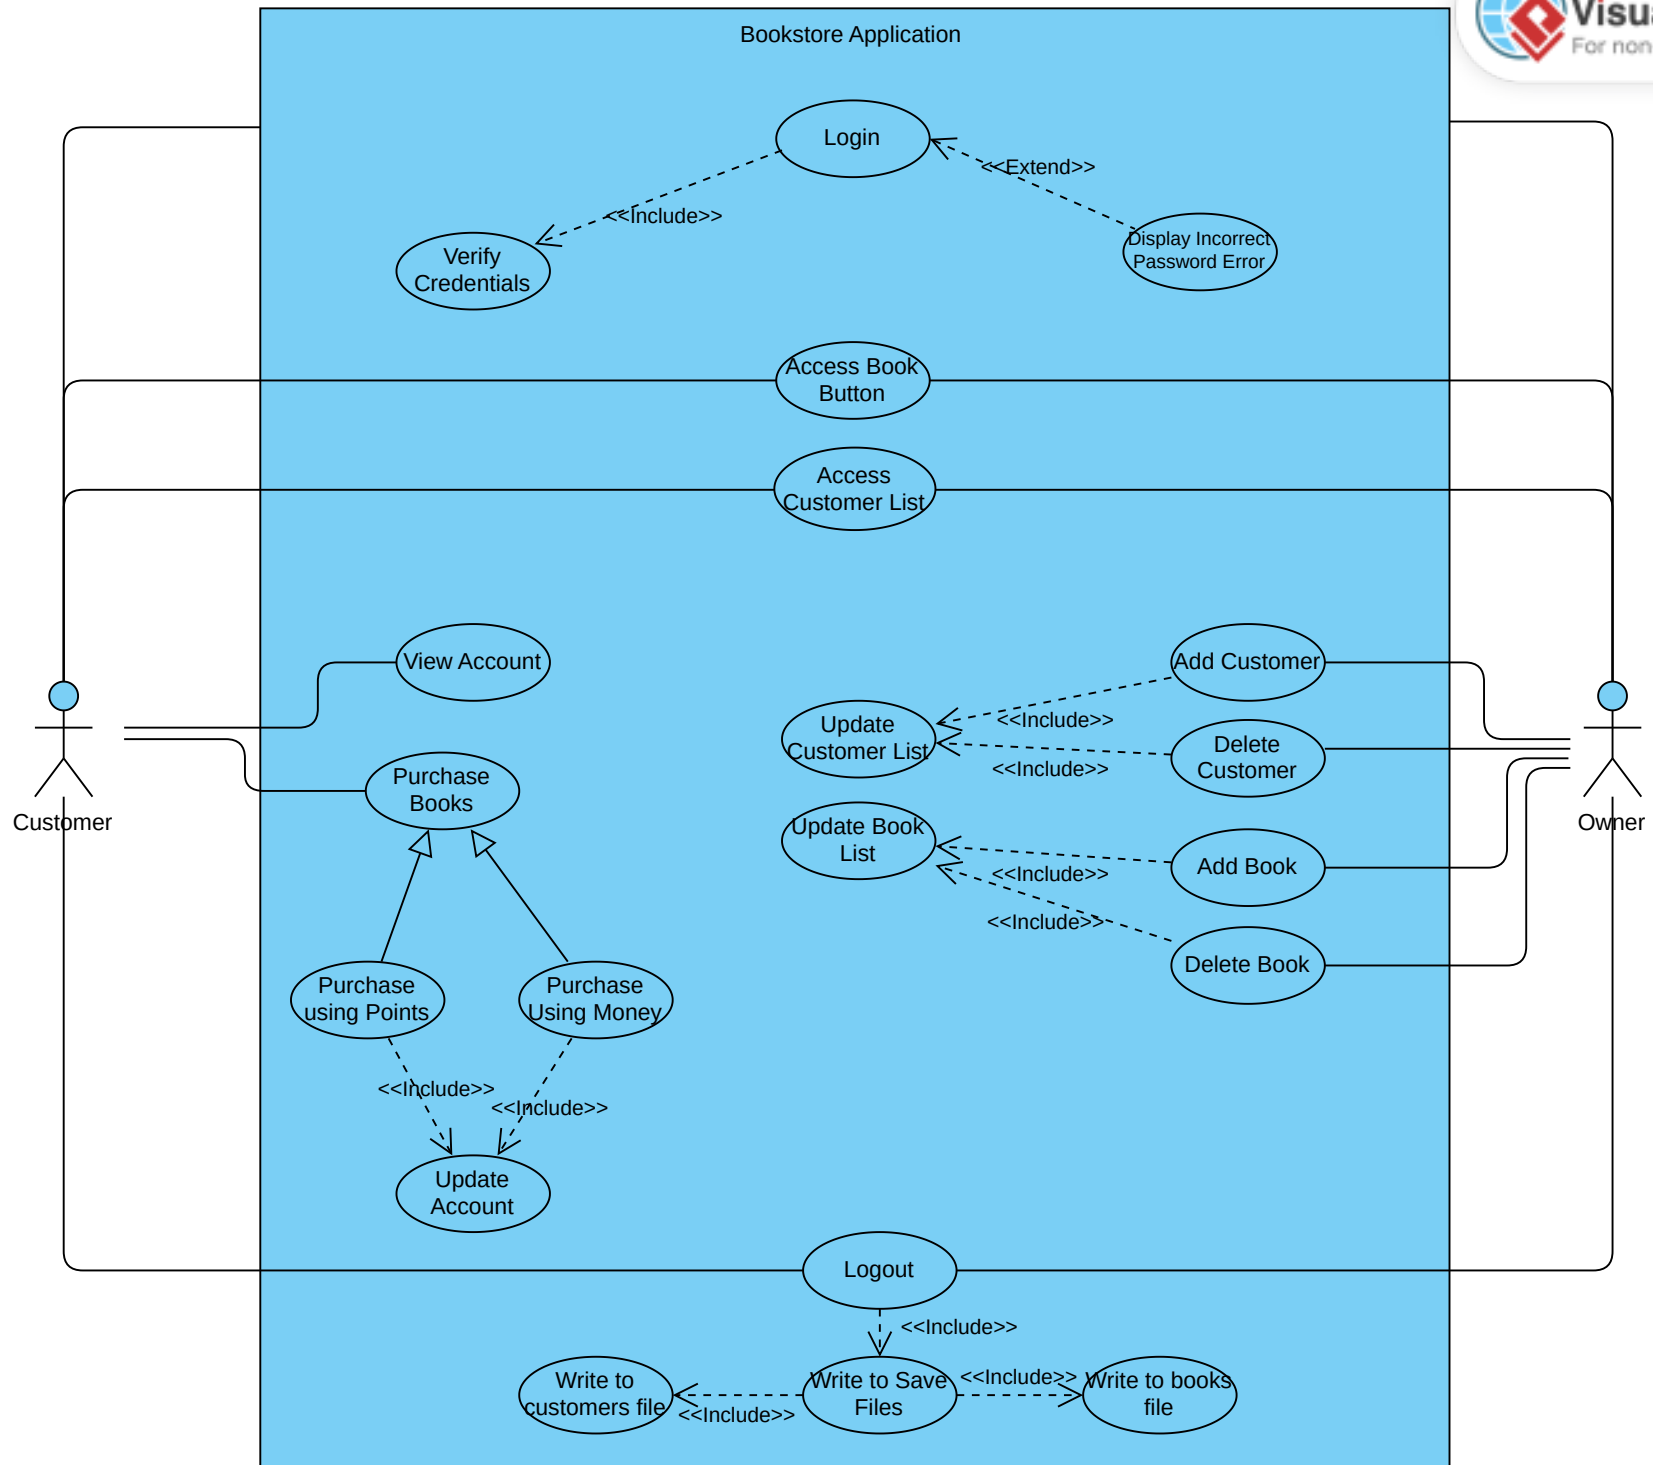 Bookstore Application
Visua
For non
Login
<<Extend>>
<<Include>>
Display Incorrect
Password Error
Verify
Credentials
Access Book
Button
Access
Customer List
View Account
Add Customer
<<Include>>
Update
Customer List
Delete
Customer
<<Include>>
Purchase
Books
Customer
Owner
Update Book
List
Add Book
<<Include>>
<<Include>>
Delete Book
Purchase
using Points
Purchase
Using Money
<<Include>>
<<Include>>
Update
Account
Logout
<<Include>>
Write to
customers file
<<Include>>
Write to Save
Files
<<Include>>
Write to books
file